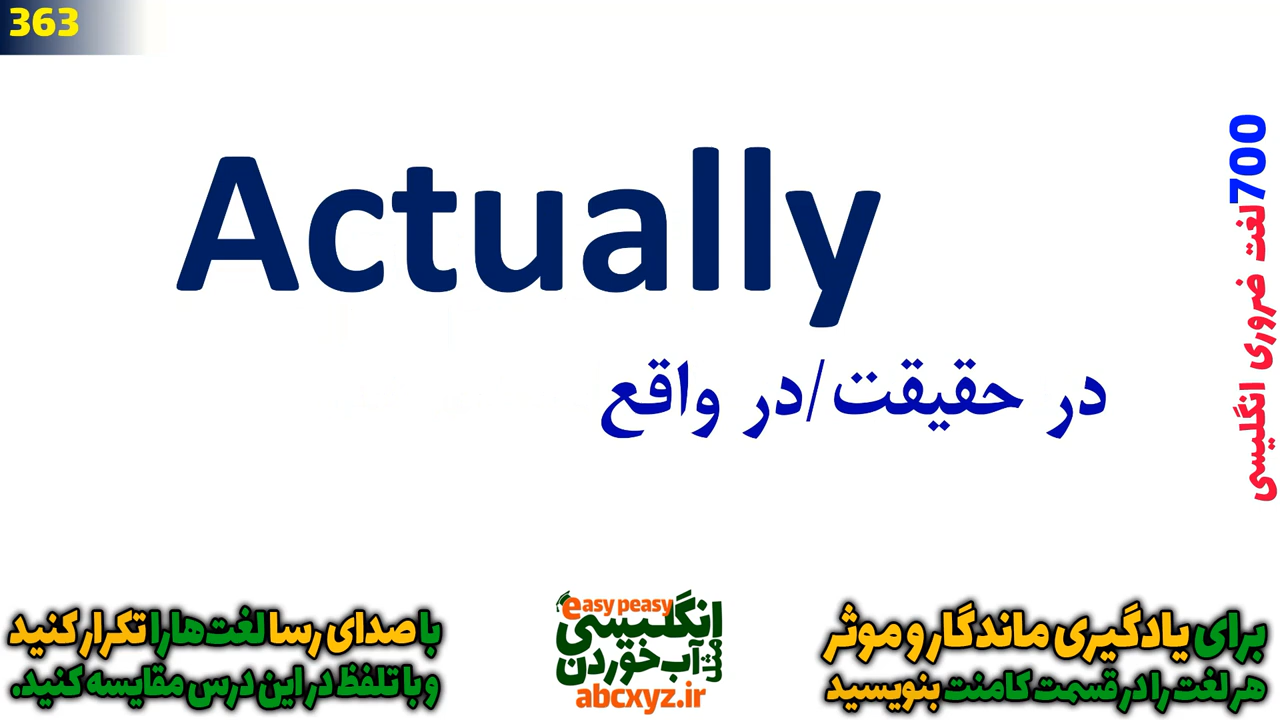 363
Actually
در حقیقت/در واقع
700 لغت ضروری انگلیسی
برای یادگیری ماندگار و موثر
هر لغت را در قسمت کامنت بنویسید
easy peasy
انگلیسی
مثل آب خوردن
abcxyz.ir
با صدای رسا لغت‌ها را تکرار کنید
و با تلفظ در این درس مقایسه کنید.